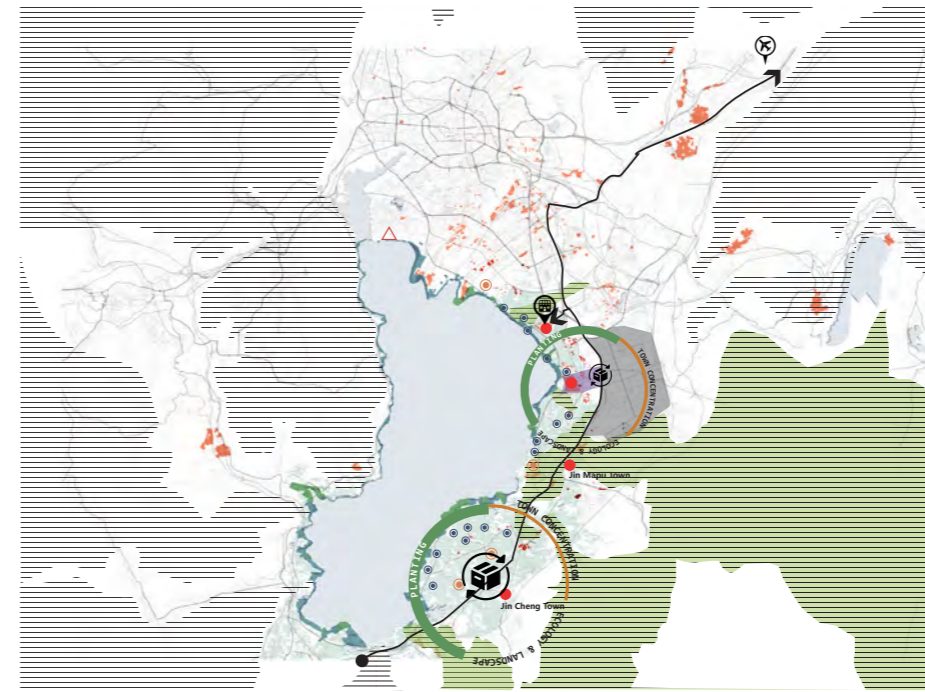 PLANTING
TOWN CONCENTRATION
ECOLOGY & LANDSCAPE
Jin Mapu Town
PLANTING
TOWN CONCENTRATION
ECOLOGY & LANDSCAPE
Jin Cheng Town